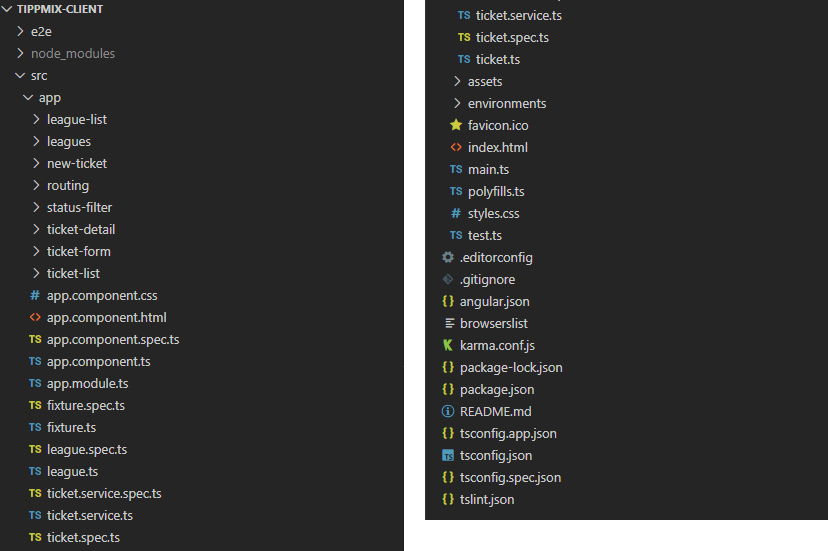 TIPPMIX-CLIENT
e2e
node_modules
src
app
league-list
leagues
new-ticket
routing
status-filter
ticket-detail
ticket-form
ticket-list
# app.component.css
<> app.component.html
TS app.component.spec.ts
TS app.component.ts
TS app.module.ts
TS fixture.spec.ts
TS fixture.ts
TS league.spec.ts
TS league.ts
TS ticket.service.spec.ts
TS ticket.service.ts
TS ticket.spec.ts
TS ticket.service.ts
TS ticket.spec.ts
TS ticket.ts
assets
environments
favicon.ico
<> index.html
TS main.ts
TS polyfills.ts
# styles.css
TS test.ts
.editorconfig
.gitignore
{} angular.json
browserslist
K karma.conf.js
{} package-lock.json
{} package.json
README.md
{} tsconfig.app.json
TS tsconfig.json
{} tsconfig.spec.json
{} tslint.json